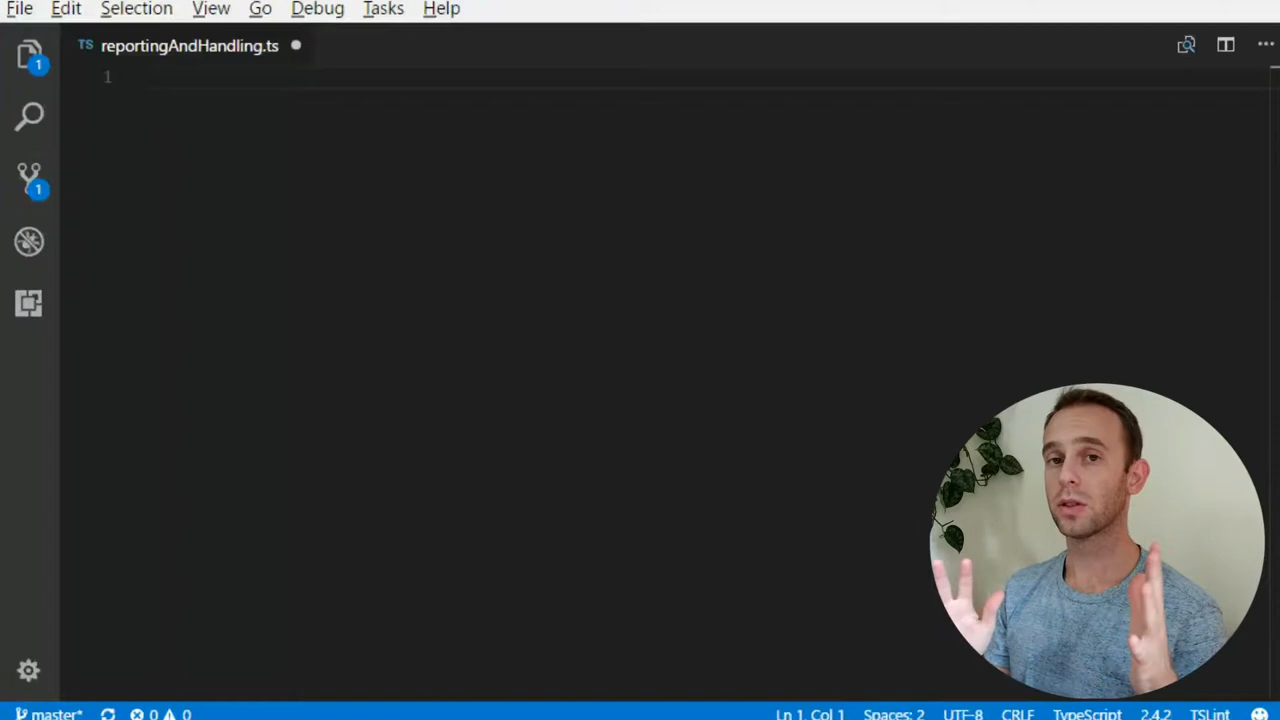 File Edit Selection View Go Debug Tasks Help
TS reportingAndHandling.ts
1
1
1
master* 0 0 Ln 1, Col 1 Spaces: 2 UTF-8 CRLF TypeScript 2.4.2 TSLint